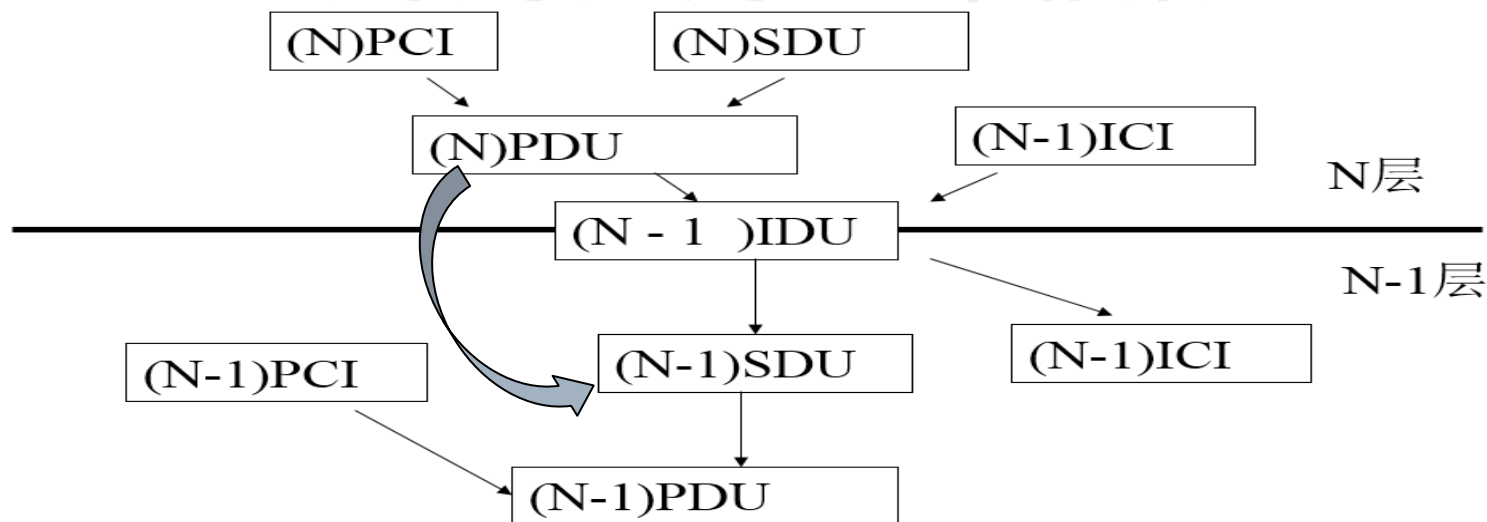 (N)PCI
(N)SDU
(N)PDU
(N-1)ICI
N层
(N - 1 )IDU
N-1层
(N-1)PCI
(N-1)SDU
(N-1)ICI
(N-1)PDU